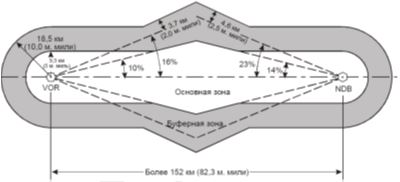 3,7 км
(2,0 м. мили)
4,6 км
(2,5 м. мили)
18,5 км
(10,0 м. мили)
16%
23%
10%
14%
VOR
NDB
Основная зона
Буферная зона
Более 152 км (82,3 м. мили)